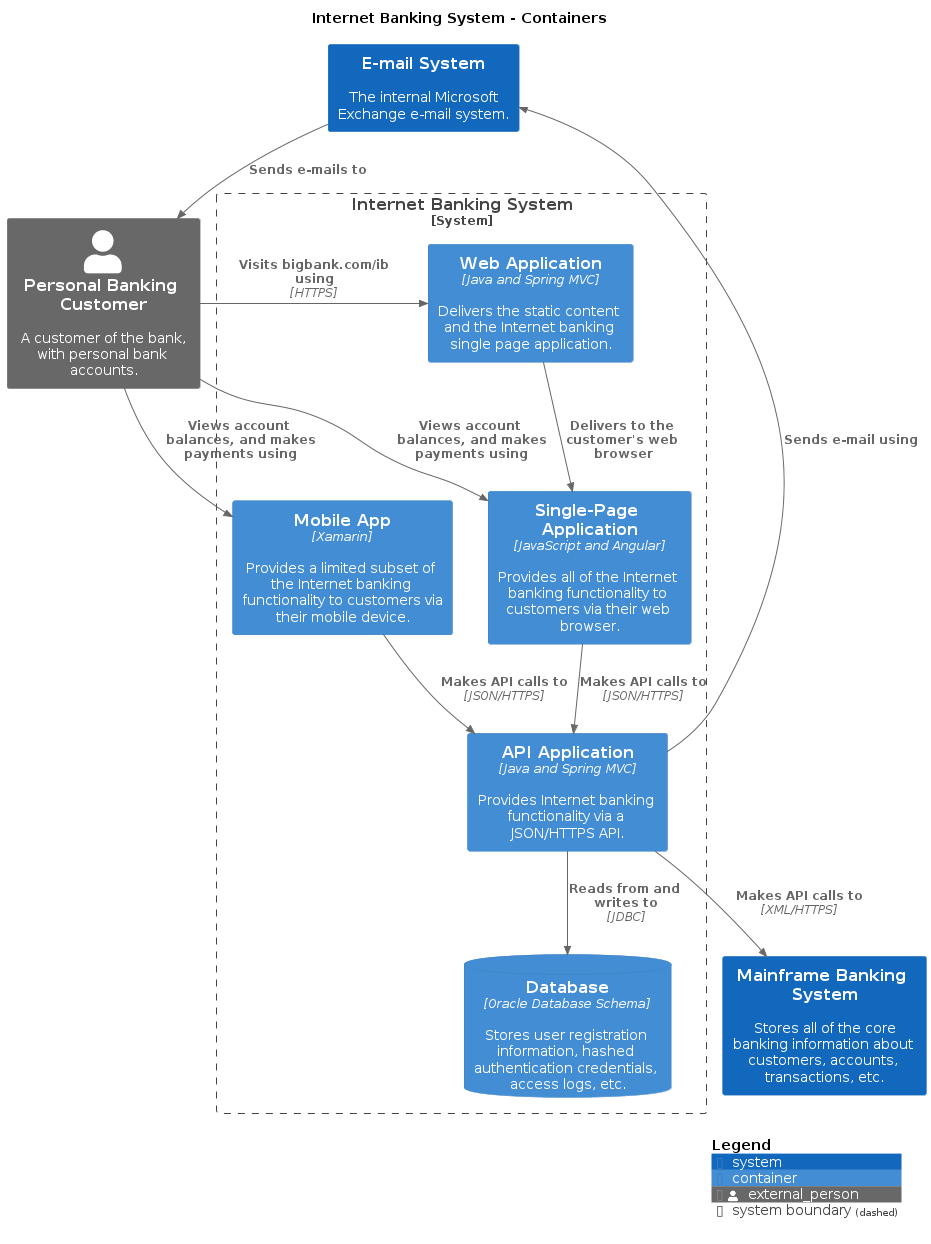 Internet Banking System - Containers
E-mail System
The internal Microsoft
Exchange e-mail system.
Sends e-mails to
Internet Banking System
[System]
Personal Banking
Customer
A customer of the bank,
with personal bank
accounts.
Visits bigbank.com/ib
using
[HTTPS]
Web Application
[Java and Spring MVC]
Delivers the static content
and the Internet banking
single page application.
Views account
balances, and makes
payments using
Views account
balances, and makes
payments using
Delivers to the
customer's web
browser
Sends e-mail using
Mobile App
[Xamarin]
Provides a limited subset of
the Internet banking
functionality to customers via
their mobile device.
Single-Page
Application
[JavaScript and Angular]
Provides all of the Internet
banking functionality to
customers via their web
browser.
Makes API calls to
[JSON/HTTPS]
Makes API calls to
[JSON/HTTPS]
API Application
[Java and Spring MVC]
Provides Internet banking
functionality via a
JSON/HTTPS API.
Reads from and
writes to
[JDBC]
Makes API calls to
[XML/HTTPS]
Database
[Oracle Database Schema]
Stores user registration
information, hashed
authentication credentials,
access logs, etc.
Mainframe Banking
System
Stores all of the core
banking information about
customers, accounts,
transactions, etc.
Legend
system
container
external_person
system boundary (dashed)